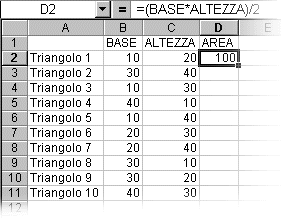 D2 = =(BASE*ALTEZZA)/2
A B C D E
1 BASE ALTEZZA AREA
2 Triangolo 1 10 20 100
3 Triangolo 2 30 40
4 Triangolo 3 40 10
5 Triangolo 4 10 40
6 Triangolo 5 40 10
7 Triangolo 6 20 30
8 Triangolo 7 20 40
9 Triangolo 8 30 10
10 Triangolo 9 30 20
11 Triangolo 10 40 30
12